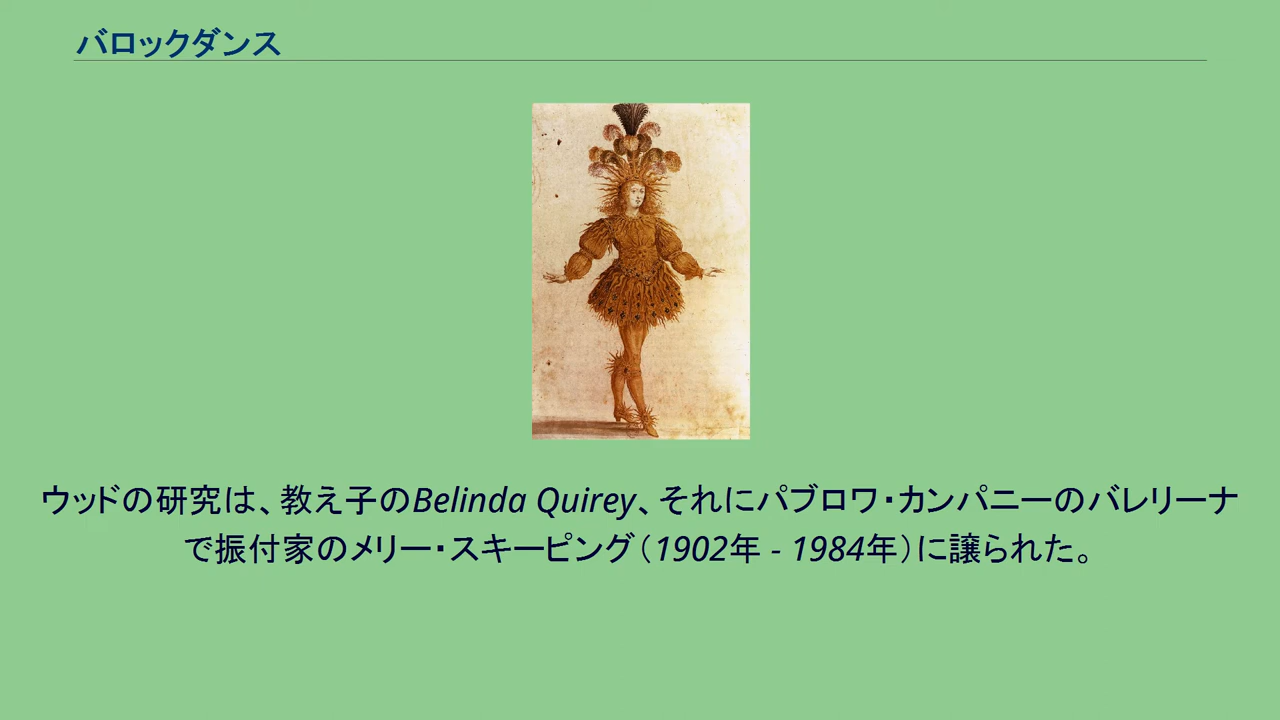 バロックダンス
ウッドの研究は、教え子のBelinda Quirey、それにパブロワ・カンパニーのバレリーナ
で振付家のメリー・スキーピング（1902年 - 1984年）に譲られた。